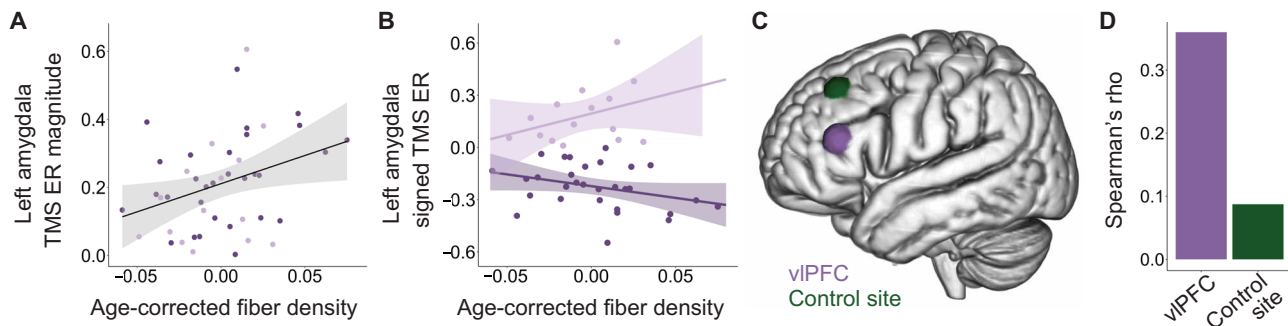 A
Left amygdala
TMS ER magnitude
0.6
0.4
0.2
0.0
−0.05
0.00
0.05
Age-corrected fiber density
B
Left amygdala
signed TMS ER
0.6
0.3
0.0
−0.3
−0.6
−0.05
0.00
0.05
Age-corrected fiber density
C
vlPFC
Control site
D
Spearman's rho
0.3
0.2
0.1
0.0
vlPFC
Control
site